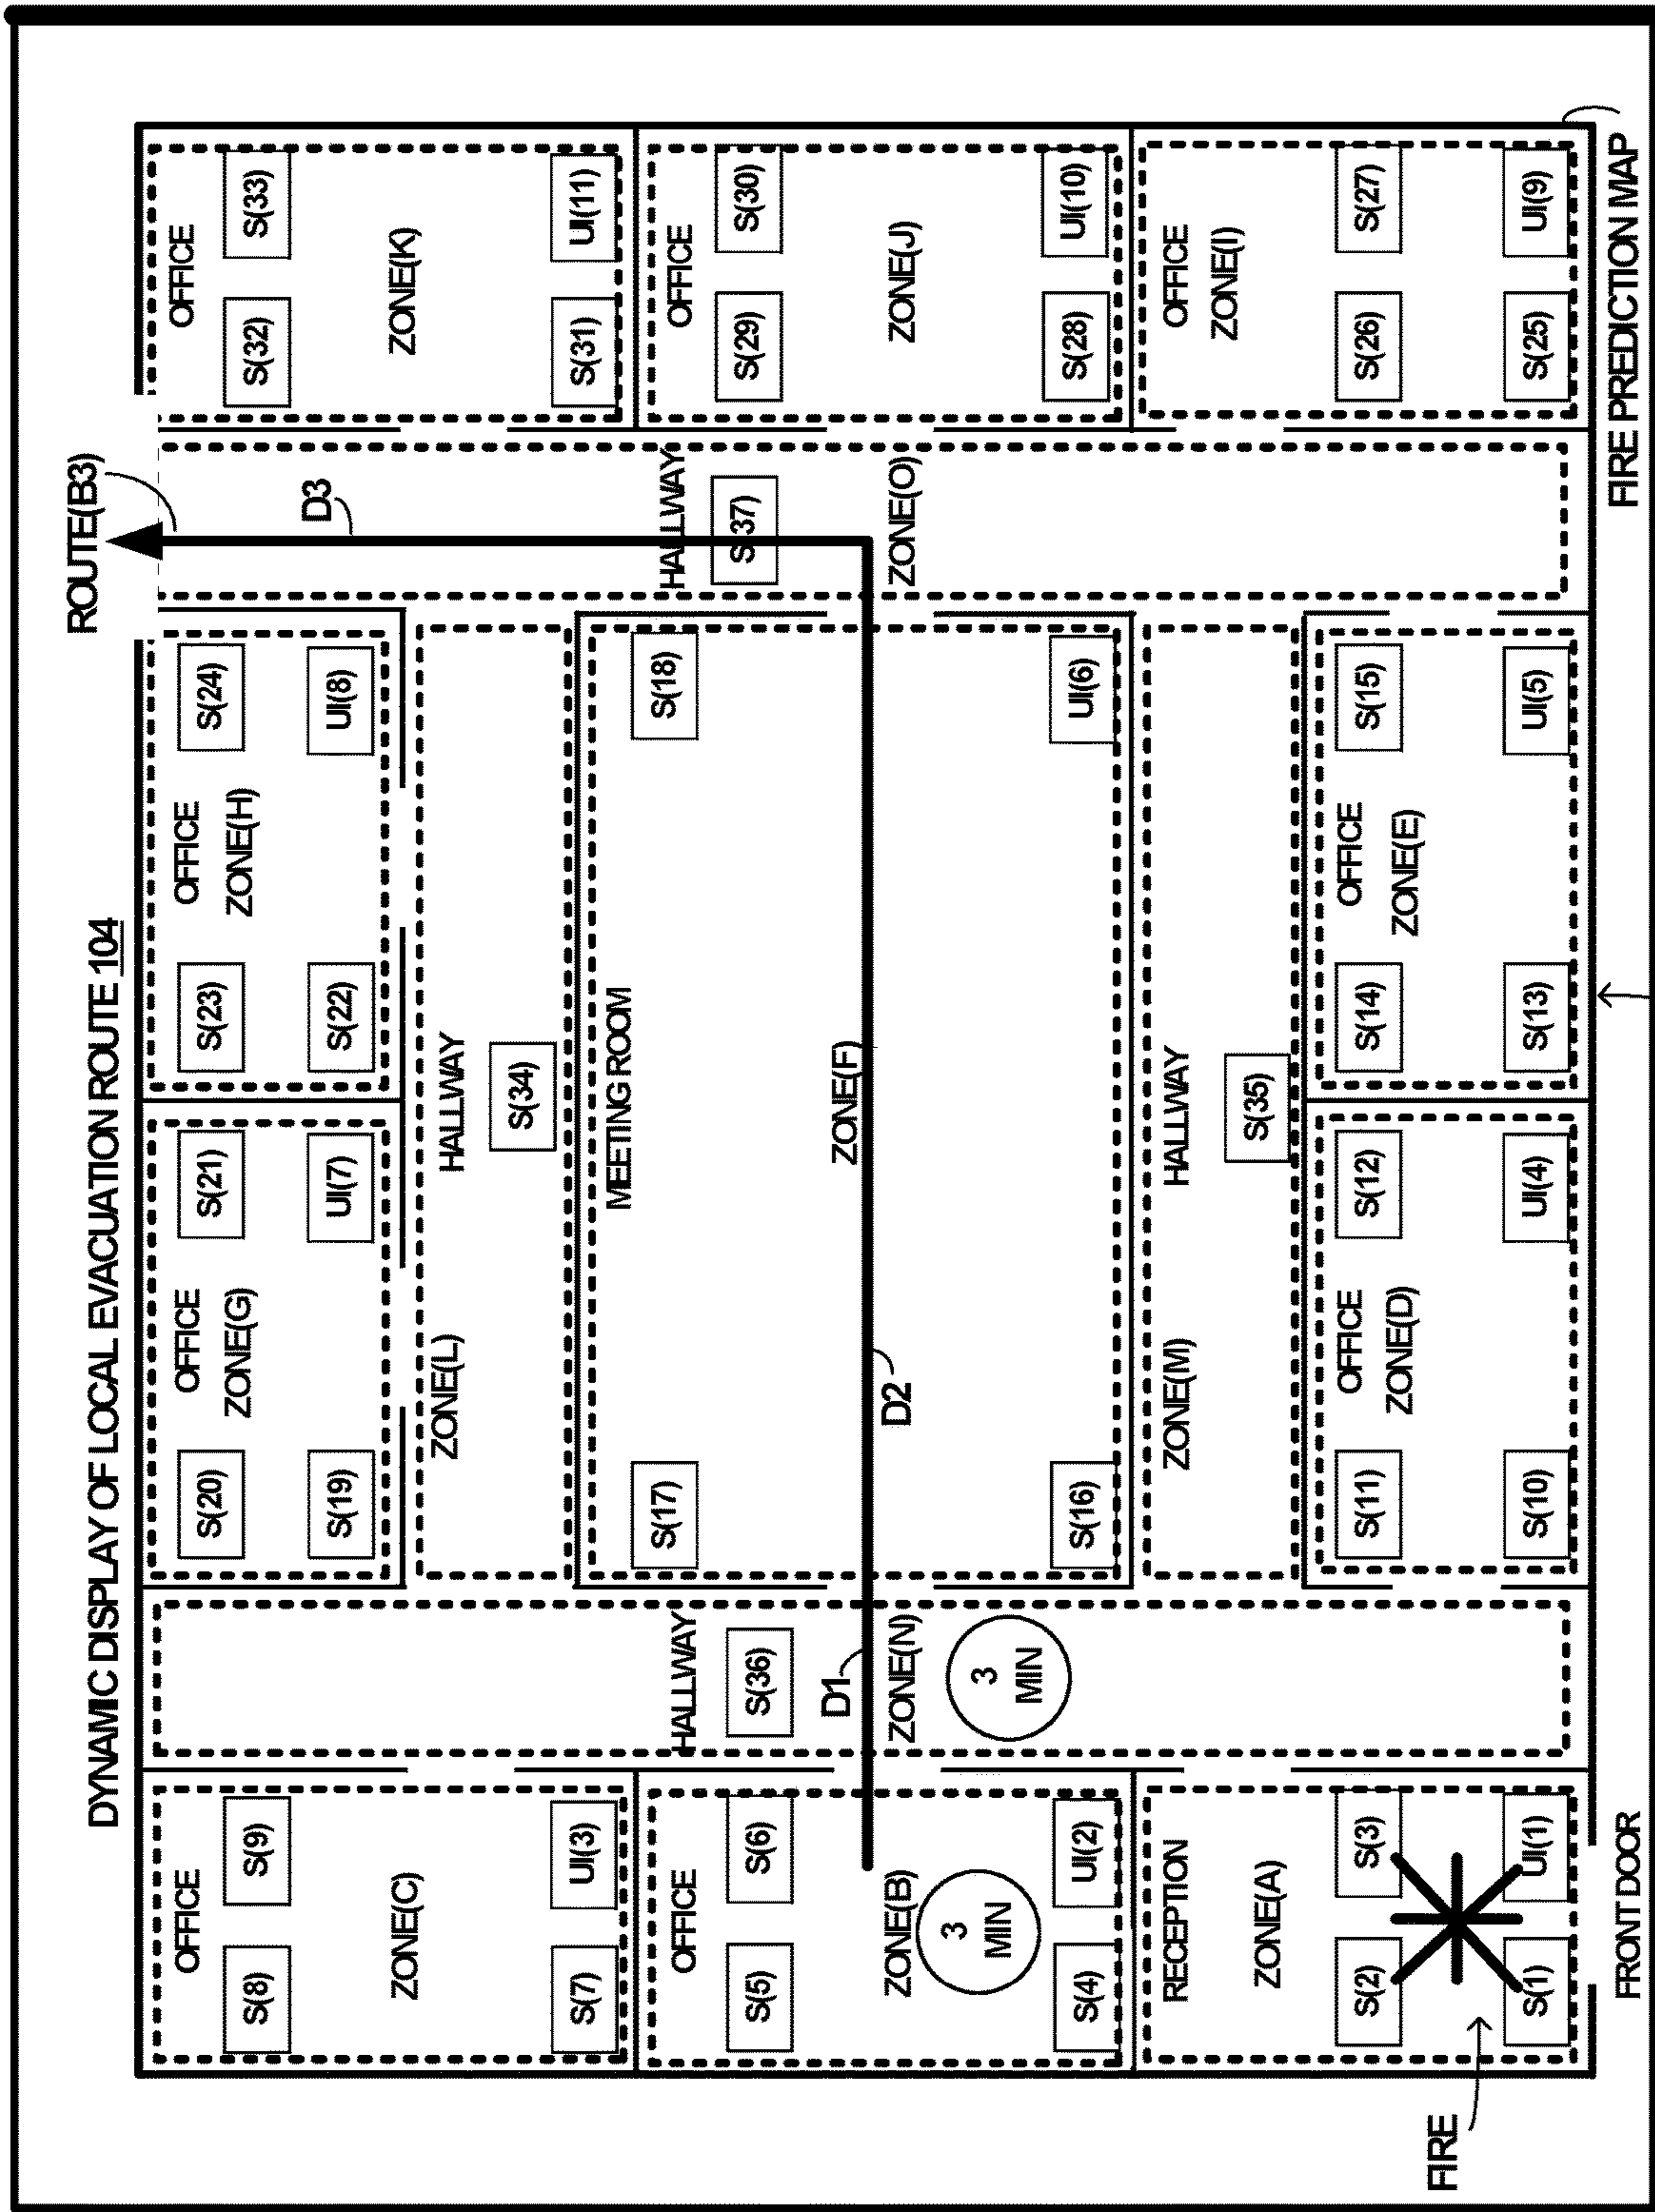 DYNAMIC DISPLAY OF LOCAL EVACUATION ROUTE 104
ROUTE(B3)
D3
OFFICE
S(8)
S(9)
ZONE(C)
S(7)
UI(3)
OFFICE
S(5)
S(6)
ZONE(B)
3
MIN
S(4)
UI(2)
RECEPTION
ZONE(A)
S(2)
S(3)
S(1)
UI(1)
FIRE
FRONT DOOR
HALLWAY
S(36)
D1
ZONE(N)
3
MIN
OFFICE
S(20)
S(21)
ZONE(G)
S(19)
UI(7)
OFFICE
S(23)
S(24)
ZONE(H)
S(22)
UI(8)
ZONE(L)
HALLWAY
S(34)
MEETING ROOM
S(17)
S(18)
ZONE(F)
D2
S(16)
UI(6)
ZONE(M)
HALLWAY
S(35)
OFFICE
S(11)
S(12)
ZONE(D)
S(10)
UI(4)
OFFICE
S(14)
S(15)
ZONE(E)
S(13)
UI(5)
HALLWAY
S(37)
ZONE(O)
OFFICE
S(32)
S(33)
ZONE(K)
S(31)
UI(11)
OFFICE
S(29)
S(30)
ZONE(J)
S(28)
UI(10)
OFFICE
ZONE(I)
S(26)
S(27)
S(25)
UI(9)
FIRE PREDICTION MAP